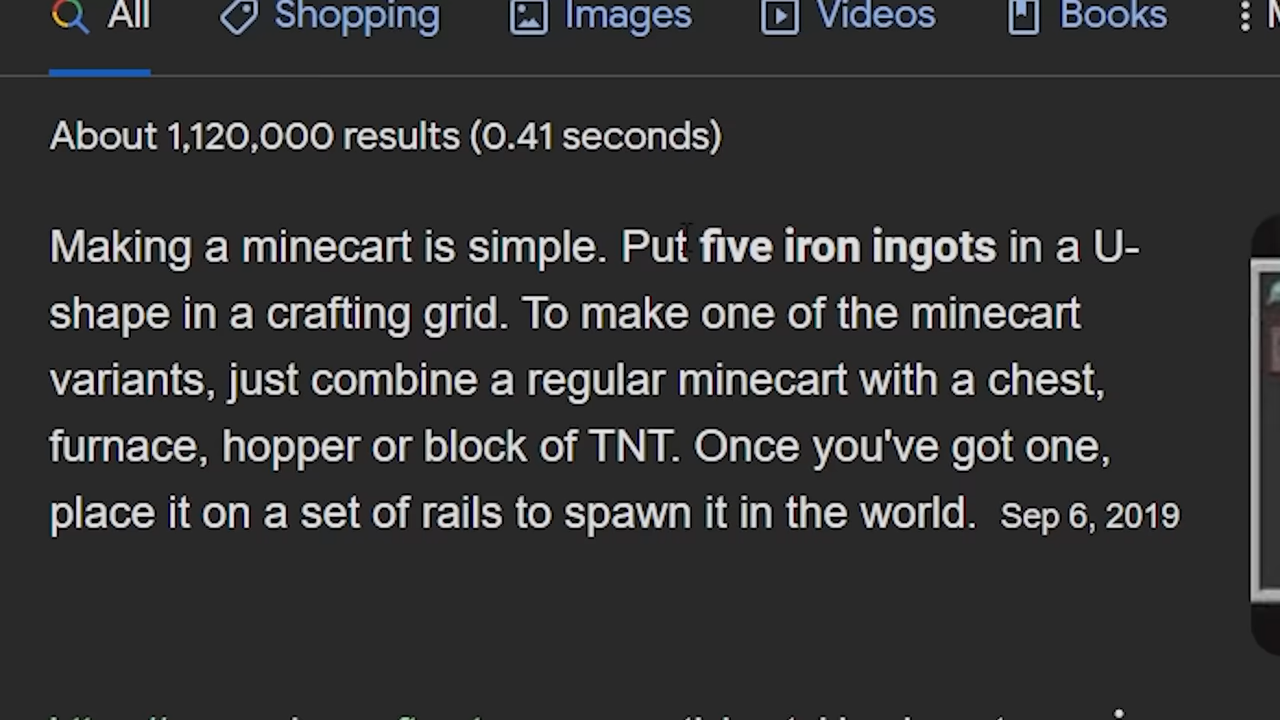 All Shopping Images Videos Books
About 1,120,000 results (0.41 seconds)
Making a minecart is simple. Put five iron ingots in a U-
shape in a crafting grid. To make one of the minecart
variants, just combine a regular minecart with a chest,
furnace, hopper or block of TNT. Once you've got one,
place it on a set of rails to spawn it in the world. Sep 6, 2019